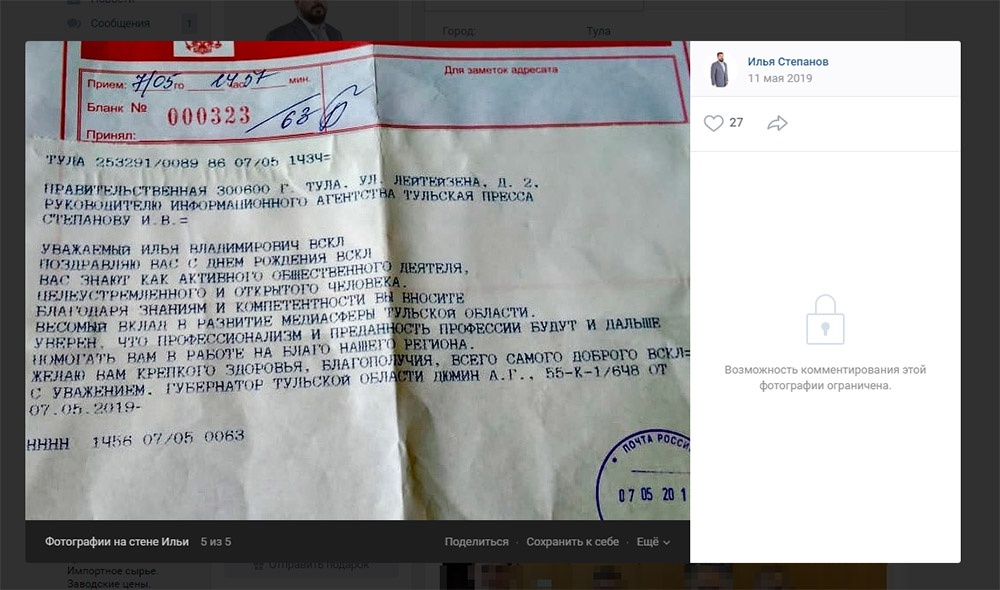 Новости
Сообщения 1
Город: Тула
Прием: 7/05 го 14 час 57 мин.
Для заметок адресата
Бланк № 000323
63
Принял:
ТУЛА 253291/0089 86 07/05 1434=
ПРАВИТЕЛЬСТВЕННАЯ 300600 Г. ТУЛА. УЛ. ЛЕЙТЕЙЗЕНА, Д. 2,
РУКОВОДИТЕЛЮ ИНФОРМАЦИОННОГО АГЕНТСТВА ТУЛЬСКАЯ ПРЕССА
СТЕПАНОВУ И.В.=
УВАЖАЕМЫЙ ИЛЬЯ ВЛАДИМИРОВИЧ ВСКЛ
ПОЗДРАВЛЯЮ ВАС С ДНЕМ РОЖДЕНИЯ ВСКЛ
ВАС ЗНАЮТ КАК АКТИВНОГО ОБЩЕСТВЕННОГО ДЕЯТЕЛЯ,
ЦЕЛЕУСТРЕМЛЕННОГО И ОТКРЫТОГО ЧЕЛОВЕКА.
БЛАГОДАРЯ ЗНАНИЯМ И КОМПЕТЕНТНОСТИ ВЫ ВНОСИТЕ
ВЕСОМЫЙ ВКЛАД В РАЗВИТИЕ МЕДИАСФЕРЫ ТУЛЬСКОЙ ОБЛАСТИ.
УВЕРЕН, ЧТО ПРОФЕССИОНАЛИЗМ И ПРЕДАННОСТЬ ПРОФЕССИИ БУДУТ И ДАЛЬШЕ
ПОМОГАТЬ ВАМ В РАБОТЕ НА БЛАГО НАШЕГО РЕГИОНА.
ЖЕЛАЮ ВАМ КРЕПКОГО ЗДОРОВЬЯ, БЛАГОПОЛУЧИЯ, ВСЕГО САМОГО ДОБРОГО ВСКЛ=
С УВАЖЕНИЕМ. ГУБЕРНАТОР ТУЛЬСКОЙ ОБЛАСТИ ДЮМИН А.Г., 55-К-1/648 ОТ
07.05.2019-
НННН 1456 07/05 0063
ПОЧТА РОССИ
07 05 201
Илья Степанов
11 мая 2019
27
Возможность комментирования этой
фотографии ограничена.
Фотографии на стене Ильи 5 из 5
Поделиться · Сохранить к себе · Ещё
Импортное сырье.
Заводские цены.
Отправить подарок